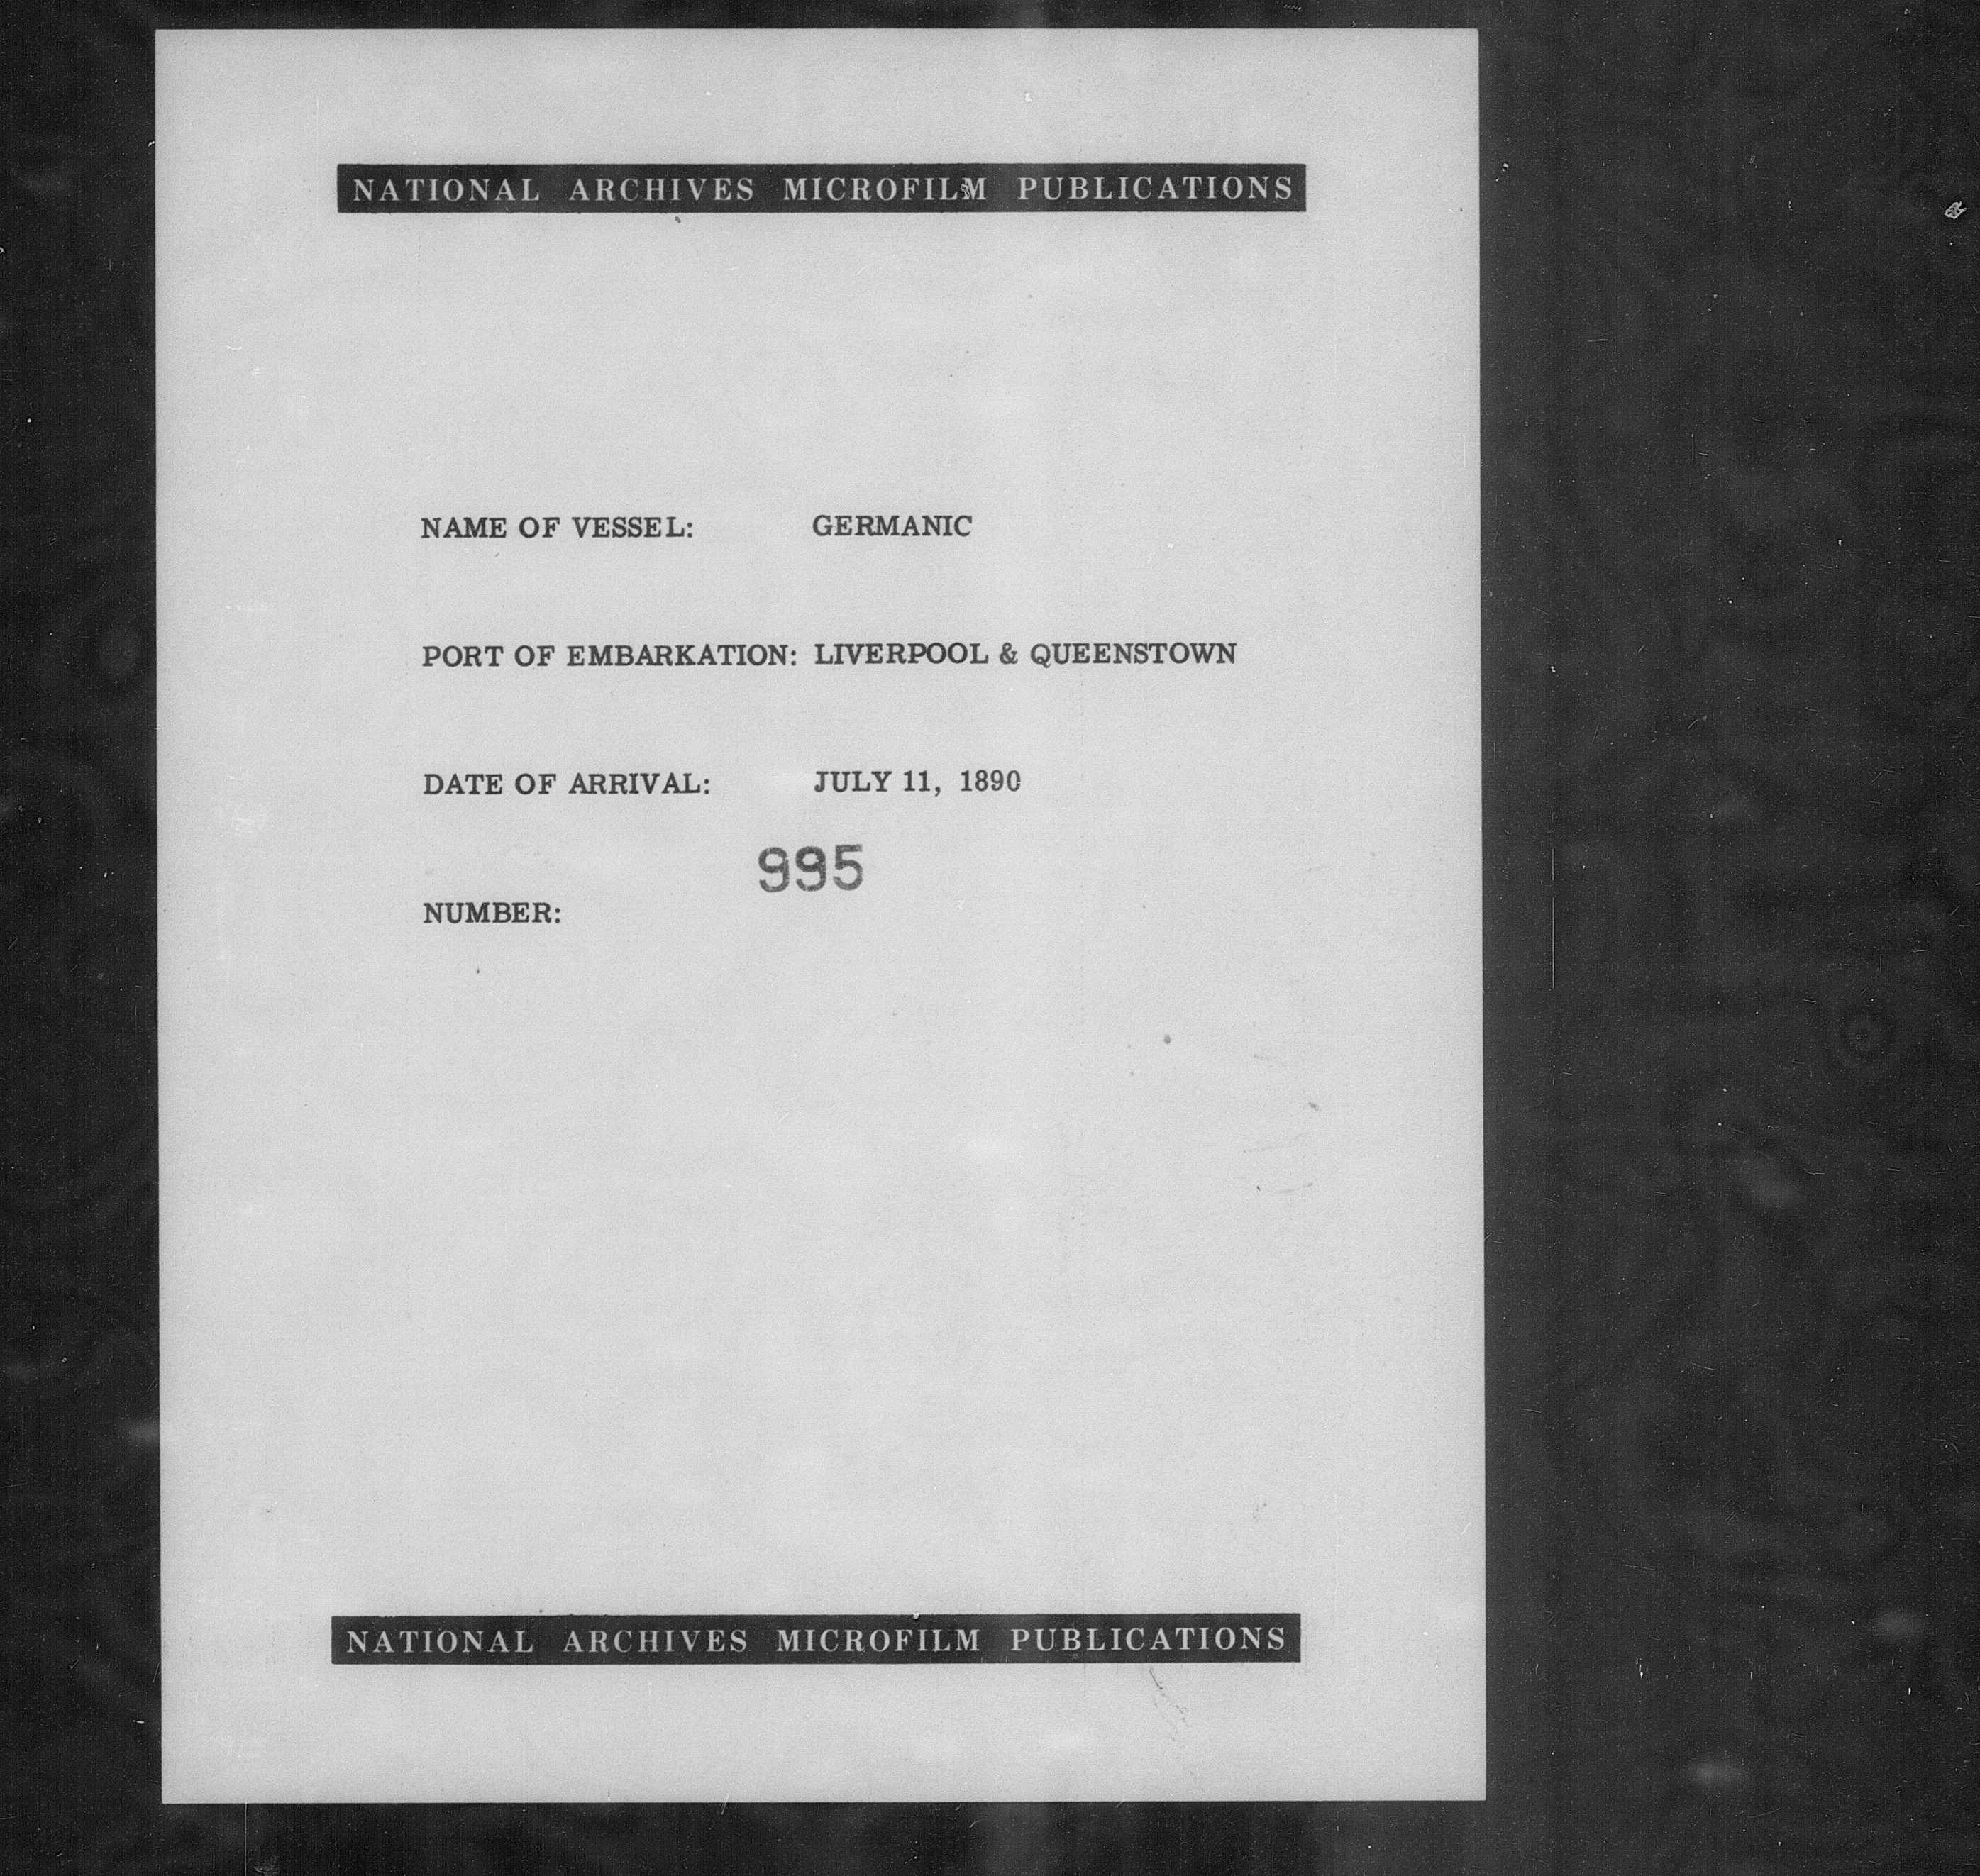 NATIONAL ARCHIVES MICROFILM PUBLICATIONS
NAME OF VESSEL: GERMANIC
PORT OF EMBARKATION: LIVERPOOL & QUEENSTOWN
DATE OF ARRIVAL: JULY 11, 1890
995
NUMBER:
NATIONAL ARCHIVES MICROFILM PUBLICATIONS